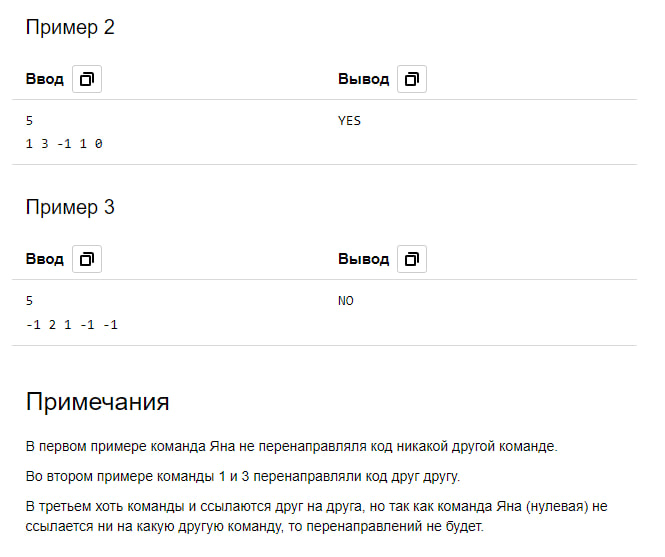 Пример 2
Ввод Вывод
5 YES
1 3 -1 1 0
Пример 3
Ввод Вывод
5 NO
-1 2 1 -1 -1
Примечания
В первом примере команда Яна не перенаправляля код никакой другой команде.
Во втором примере команды 1 и 3 перенаправляли код друг другу.
В третьем хоть команды и ссылаются друг на друга, но так как команда Яна (нулевая) не
ссылается ни на какую другую команду, то перенаправлений не будет.